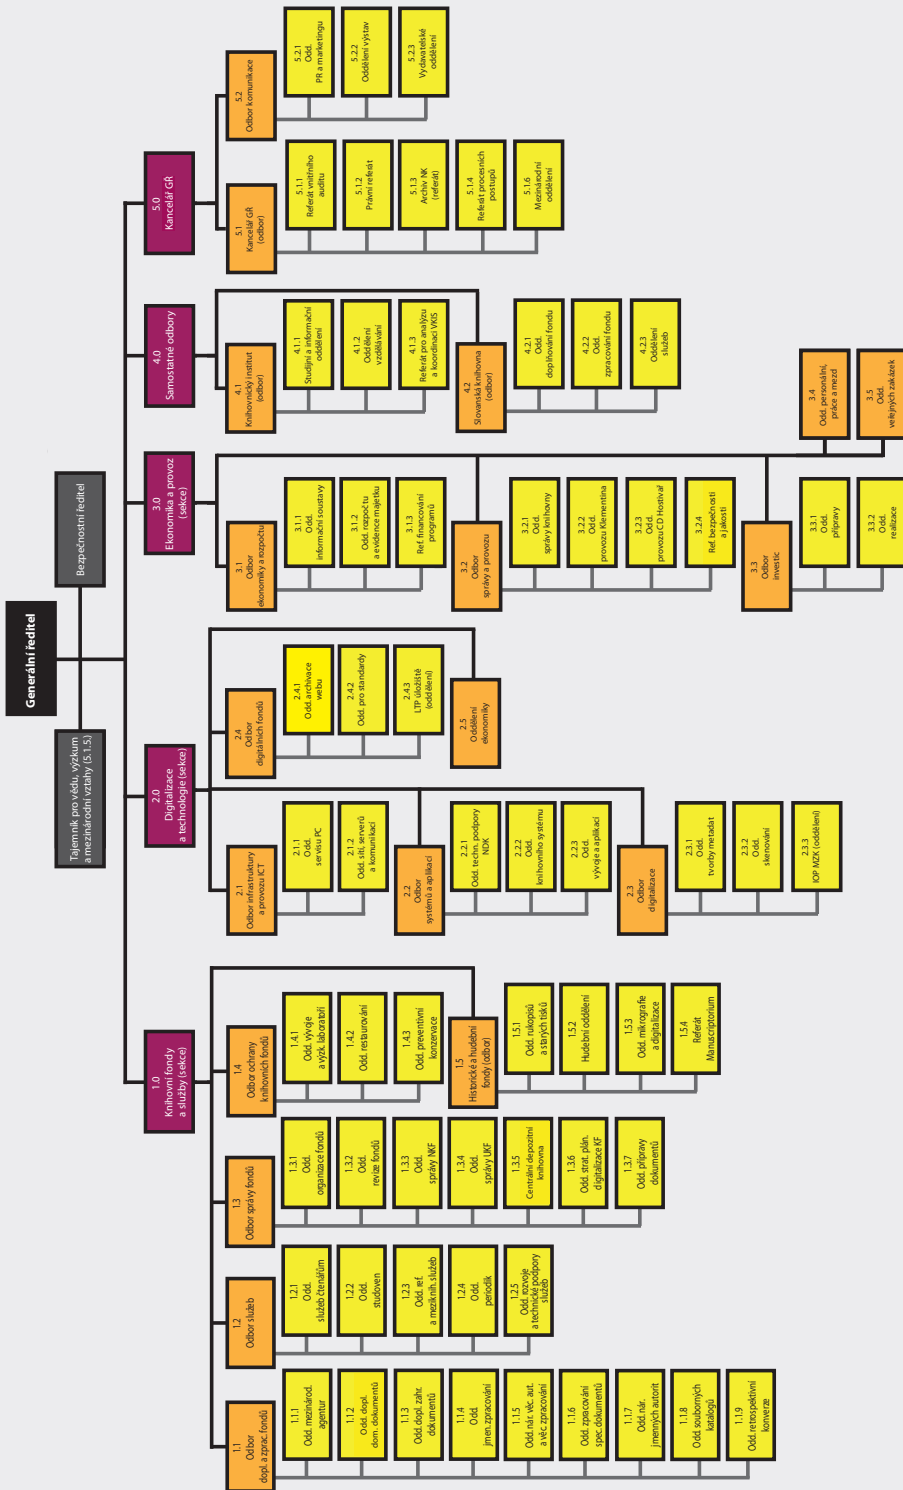 Generální ředitel
Tajemník pro vědu, výzkum
a mezinárodní vztahy (5.1.5.)
Bezpečnostní ředitel
1.0
Knihovní fondy
a služby (sekce)
2.0
Digitalizace
a technologie (sekce)
3.0
Ekonomika a provoz
(sekce)
4.0
Samostatné odbory
5.0
Kancelář GŘ
1.1
Odbor
dopl. a zprac. fondů
1.1.1
Odd. mezinárod.
agentur
1.1.2
Odd. dopl.
dom. dokumentů
1.1.3
Odd. dopl. zahr.
dokumentů
1.1.4
Odd.
jmen. zpracování
1.1.5
Odd. nár. věc. aut.
a věc. zpracování
1.1.6
Odd. zpracování
spec. dokumentů
1.1.7
Odd. nár.
jmenných autorit
1.1.8
Odd. souborných
katalogů
1.1.9
Odd. retrospektivní
konverze
1.2
Odbor služeb
1.2.1
Odd.
služeb čtenářům
1.2.2
Odd.
studoven
1.2.3
Odd. ref.
a meziknih. služeb
1.2.4
Odd.
periodik
1.2.5
Odd. rozvoje
a technické podpory
služeb
1.3
Odbor správy fondů
1.3.1
Odd.
organizace fondů
1.3.2
Odd.
revize fondů
1.3.3
Odd.
správy NKF
1.3.4
Odd.
správy UKF
1.3.5
Centrální depozitní
knihovna
1.3.6
Odd. strat. plán.
digitalizace KF
1.3.7
Odd. přípravy
dokumentů
1.4
Odbor ochrany
knihovních fondů
1.4.1
Odd. vývoje
a výzk. laboratoří
1.4.2
Odd. restaurování
1.4.3
Odd. preventivní
konzervace
1.5
Historické a hudební
fondy (odbor)
1.5.1
Odd. rukopisů
a starých tisků
1.5.2
Hudební oddělení
1.5.3
Odd. mikrografie
a digitalizace
1.5.4
Referát
Manuscriptorium
2.1
Odbor infrastruktury
a provozu ICT
2.1.1
Odd.
servisu PC
2.1.2
Odd. sítí, serverů
a komunikací
2.2
Odbor
systémů a aplikací
2.2.1
Odd. techn. podpory
NDK
2.2.2
Odd.
knihovního systému
2.2.3
Odd.
vývoje a aplikací
2.3
Odbor
digitalizace
2.3.1
Odd.
tvorby metadat
2.3.2
Odd.
skenování
2.3.3
IOP MZK (oddělení)
2.4
Odbor
digitálních fondů
2.4.1
Odd. archivace
webu
2.4.2
Odd. pro standardy
2.4.3
LTP úložiště
(oddělení)
2.5
Oddělení
ekonomiky
3.1
Odbor
ekonomiky a rozpočtu
3.1.1
Odd.
informační soustavy
3.1.2
Odd. rozpočtu
a evidence majetku
3.1.3
Ref. financování
programů
3.2
Odbor
správy a provozu
3.2.1
Odd.
správy knihovny
3.2.2
Odd.
provozu Klementina
3.2.3
Odd.
provozu CD Hostivař
3.2.4
Ref. bezpečnosti
a jakosti
3.3
Odbor
investic
3.3.1
Odd.
přípravy
3.3.2
Odd.
realizace
3.4
Odd. personální,
práce a mezd
3.5
Odd.
veřejných zakázek
4.1
Knihovnický institut
(odbor)
4.1.1
Studijní a informační
oddělení
4.1.2
Oddělení
vzdělávání
4.1.3
Referát pro analýzu
a koordinaci VKIS
4.2
Slovanská knihovna
(odbor)
4.2.1
Odd.
doplňování fondu
4.2.2
Odd.
zpracování fondu
4.2.3
Oddělení
služeb
5.1
Kancelář GŘ
(odbor)
5.1.1
Referát vnitřního
auditu
5.1.2
Právní referát
5.1.3
Archiv NK
(referát)
5.1.4
Referát procesních
postupů
5.1.6
Mezinárodní
oddělení
5.2
Odbor komunikace
5.2.1
Odd.
PR a marketingu
5.2.2
Oddělení výstav
5.2.3
Vydavatelské
oddělení